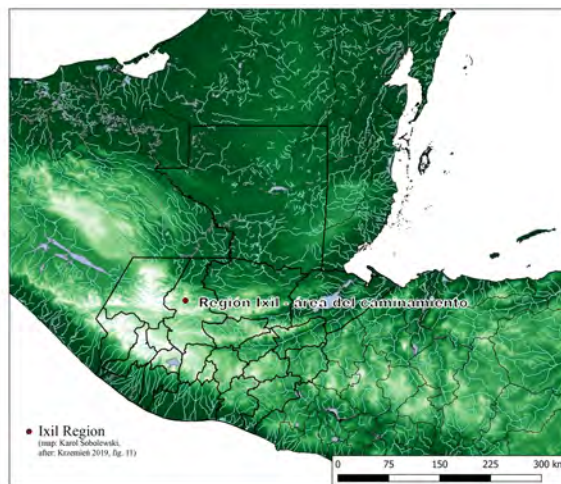 Región Ixil - área del caminamiento
Ixil Region
(map: Karol Sobolewski,
after: Krzemień 2019, fig. 11)
0 75 150 225 300 km